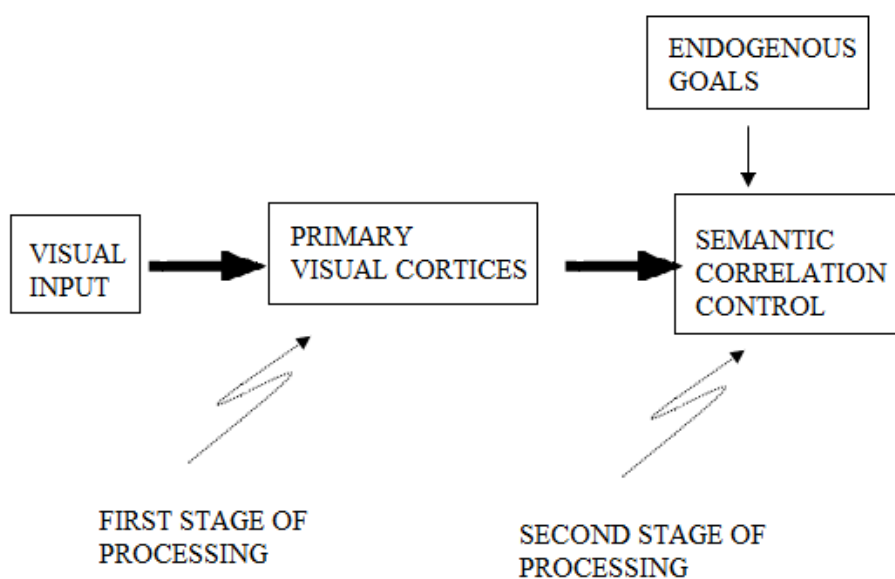 ENDOGENOUS
GOALS
VISUAL
INPUT
PRIMARY
VISUAL CORTICES
SEMANTIC
CORRELATION
CONTROL
FIRST STAGE OF
PROCESSING
SECOND STAGE OF
PROCESSING